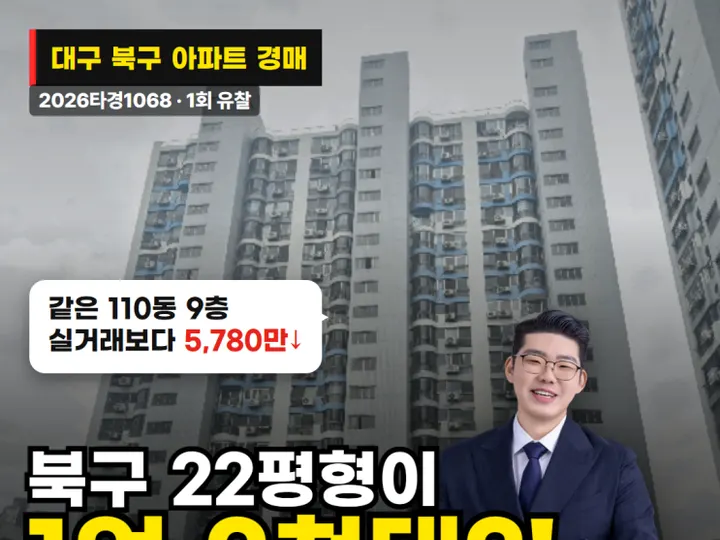 대구 북구 아파트 경매
2026타경1068 · 1회 유찰
같은 110동 9층
실거래보다 5,780만↓
북구 22평형이